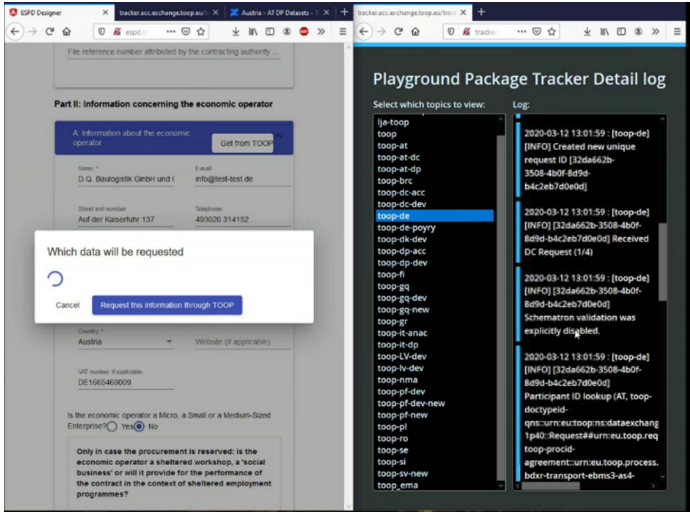 ESPD Designer
tracker.acc.exchange.toop.eu/
Austria - AT DP Datasets -
tracker.acc.exchange.toop.eu/trac
espd.
tracker
File reference number attributed by the contracting authority ...
Part II: Information concerning the economic operator
A: Information about the economic
operator
Get from TOOP
Name: *
E-mail:
D.Q. Baulogistik GmbH und (
info@test-test.de
Street and number:
Telephone:
Auf der Kaiserfuhr 137
493020 314152
Which data will be requested
Cancel
Request this information through TOOP
Country: *
Austria
Website (if applicable)
VAT number, if applicable:
DE1665469009
Is the economic operator a Micro, a Small or a Medium-Sized
Enterprise?
Yes
No
Only in case the procurement
is reserved: is the
economic operator a sheltered workshop, a 'social
business' or will it provide for the performance of
the contract in the context of sheltered employment
programmes?
Playground Package Tracker Detail log
Select which topics to view:
lja-toop
toop
toop-at
toop-at-dc
toop-at-dp
toop-brc
toop-dc-acc
toop-dc-dev
toop-de
toop-de-poyry
toop-dk-dev
toop-dp-acc
toop-dp-dev
toop-fi
toop-gq
toop-gq-dev
toop-gq-new
toop-gr
toop-it-anac
toop-it-dp
toop-LV-dev
toop-lv-dev
toop-nma
toop-pf-dev
toop-pf-dev-new
toop-pf-new
toop-pl
toop-ro
toop-se
toop-si
toop-sv-new
toop_ema
Log:
2020-03-12 13:01:59 : [toop-de]
[INFO] Created new unique
request ID [32da662b-
3508-4b0f-8d9d-
b4c2eb7d0e0d]
2020-03-12 13:01:59 : [toop-de]
[INFO] [32da662b-3508-4b0f-
8d9d-b4c2eb7d0e0d] Received
DC Request (1/4)
2020-03-12 13:01:59 : [toop-de]
[INFO] [32da662b-3508-4b0f-
8d9d-b4c2eb7d0e0d]
Schematron validation was
explicitly disabled.
2020-03-12 13:01:59 : [toop-de]
[INFO] [32da662b-3508-4b0f-
8d9d-b4c2eb7d0e0d]
Participant ID lookup (AT, toop-
doctypeid-
qns::urn:eu:toop:ns:dataexchang
1p40::Request##urn:eu.toop.req
toop-procid-
agreement::urn:eu.toop.process.
bdxr-transport-ebms3-as4-